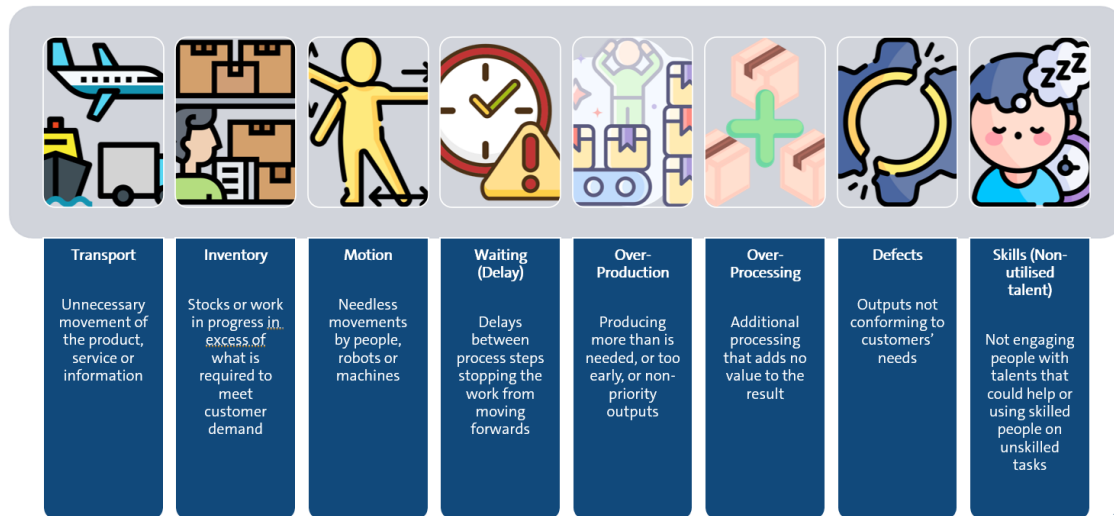 zzz
Transport
Unnecessary
movement of
the product,
service or
information
Inventory
Stocks or work
in progress in
excess of
what is
required to
meet
customer
demand
Motion
Needless
movements
by people,
robots or
machines
Waiting
(Delay)
Delays
between
process steps
stopping the
work from
moving
forwards
Over-
Production
Producing
more than is
needed, or too
early, or non-
priority
outputs
Over-
Processing
Additional
processing
that adds no
value to the
result
Defects
Outputs not
conforming to
customers’
needs
Skills (Non-
utilised
talent)
Not engaging
people with
talents that
could help or
using skilled
people on
unskilled
tasks